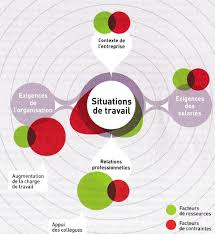 Contexte de
l'entreprise
Exigences
de
l'organisation
Situations
de travail
Exigences
des
salariés
Relations
professionnelles
Augmentation
de la charge
de travail
Appui
des collègues
Facteurs
de ressources
Facteurs
de contraintes